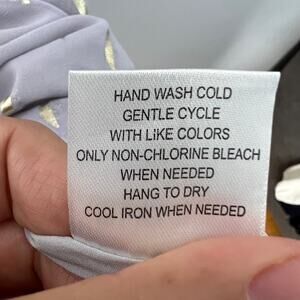 HAND WASH COLD
GENTLE CYCLE
WITH LiKE COLORS
ONLY NON-CHLORINE BLEACH
WHEN NEEDED
HANG TO DRY
COOL IRON WHEN NEEDED